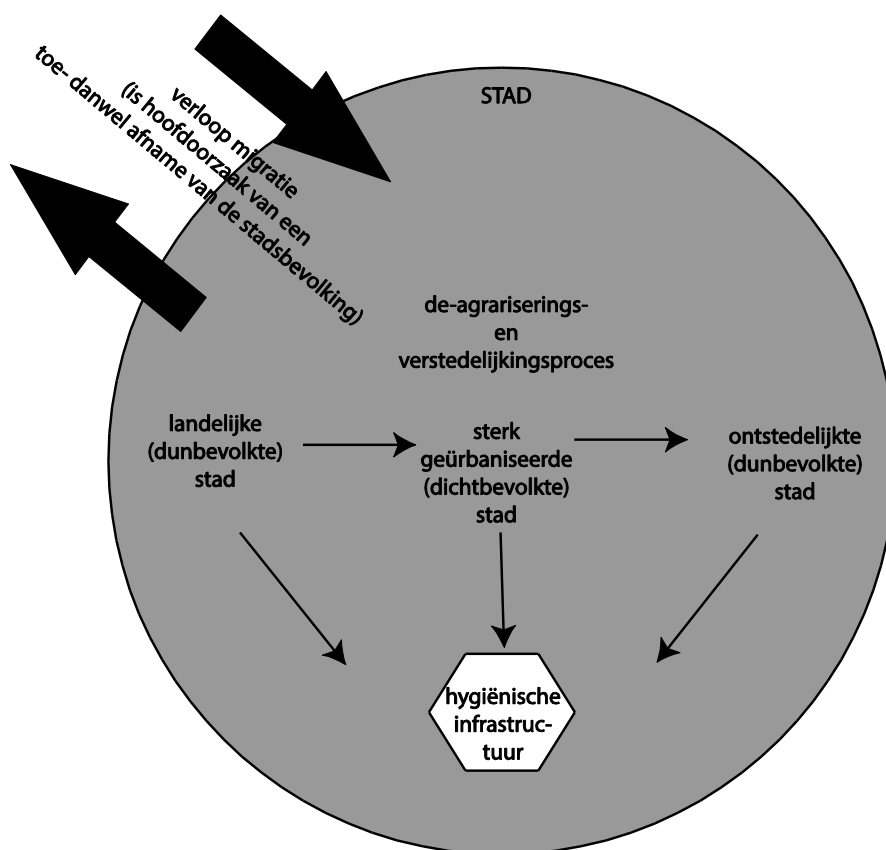 STAD
verloop migratie
(is hoofdoorzaak van een
toe- danwel afname van de stadsbevolking)
de-agrariserings-
en
verstedelijkingsproces
landelijke
(dunbevolkte)
stad
sterk
geürbaniseerde
(dichtbevolkte)
stad
ontstedelijkte
(dunbevolkte)
stad
hygiënische
infrastruc-
tuur